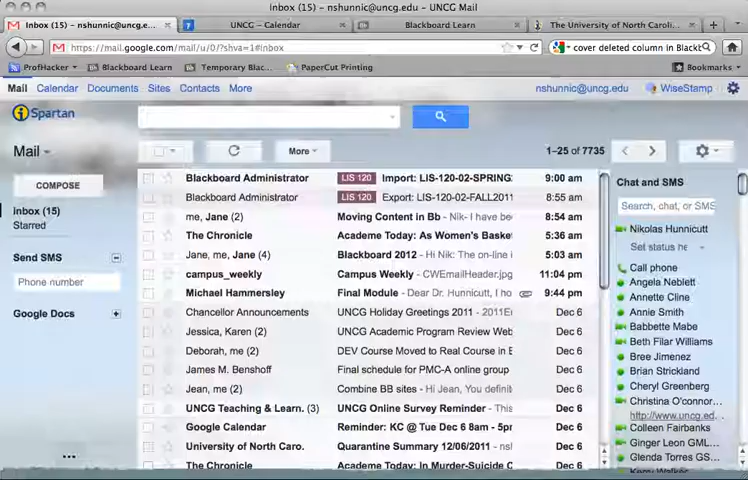 Inbox (15) – nshunnic@uncg.edu – UNCG Mail
Inbox (15) – nshunnic@uncg.ed...
UNCG – Calendar
Blackboard Learn
The University of North Caroli...
https://mail.google.com/mail/u/0/?shva=1#inbox
cover deleted column in Blackb
ProfHacker
Blackboard Learn
Temporary Blac...
PaperCut Printing
Bookmarks
Mail Calendar Documents Sites Contacts More
nshunnic@uncg.edu
WiseStamp
iSpartan
Mail
More
1–25 of 7735
COMPOSE
Inbox (15)
Starred
Send SMS
Phone number
Google Docs
Blackboard Administrator LIS 120 Import: LIS-120-02-SPRING 9:00 am
Blackboard Administrator LIS 120 Export: LIS-120-02-FALL2011 8:55 am
me, Jane (2) Moving Content in Bb - Nik- I have be 8:54 am
The Chronicle Academe Today: As Women's Baske 5:36 am
Jane, me, Jane (4) Blackboard 2012 - Hi Nik: The on-li 5:03 am
campus_weekly Campus Weekly - CWEmailHeader.jpg 11:04 pm
Michael Hammersley Final Module - Dear Dr. Hunnicutt, I ho 9:44 pm
Chancellor Announcements UNCG Holiday Greetings 2011 - 2011E Dec 6
Jessica, Karen (2) UNCG Academic Program Review Web Dec 6
Deborah, me (2) DEV Course Moved to Real Course in B Dec 6
James M. Benshoff Final schedule for PMC-A online group Dec 6
Jean, me (2) Combine BB sites - Hi Jean, You definit Dec 6
UNCG Teaching & Learn. (3) UNCG Online Survey Reminder - This Dec 6
Google Calendar Reminder: KC @ Tue Dec 6 8am - 5p Dec 6
University of North Caro. Quarantine Summary 12/06/2011 - nsh Dec 6
The Chronicle Academe Today: In Murder-Suicide C Dec 6
Chat and SMS
Search, chat, or SMS
Nikolas Hunnicutt
Set status he
Call phone
Angela Neblett
Annette Cline
Annie Smith
Babbette Mabe
Beth Filar Williams
Bree Jimenez
Brian Strickland
Cheryl Greenberg
Christina O'connor...
http://www.uncg.ed...
Colleen Fairbanks
Ginger Leon GML...
Glenda Torres GS...
Kerry Walker